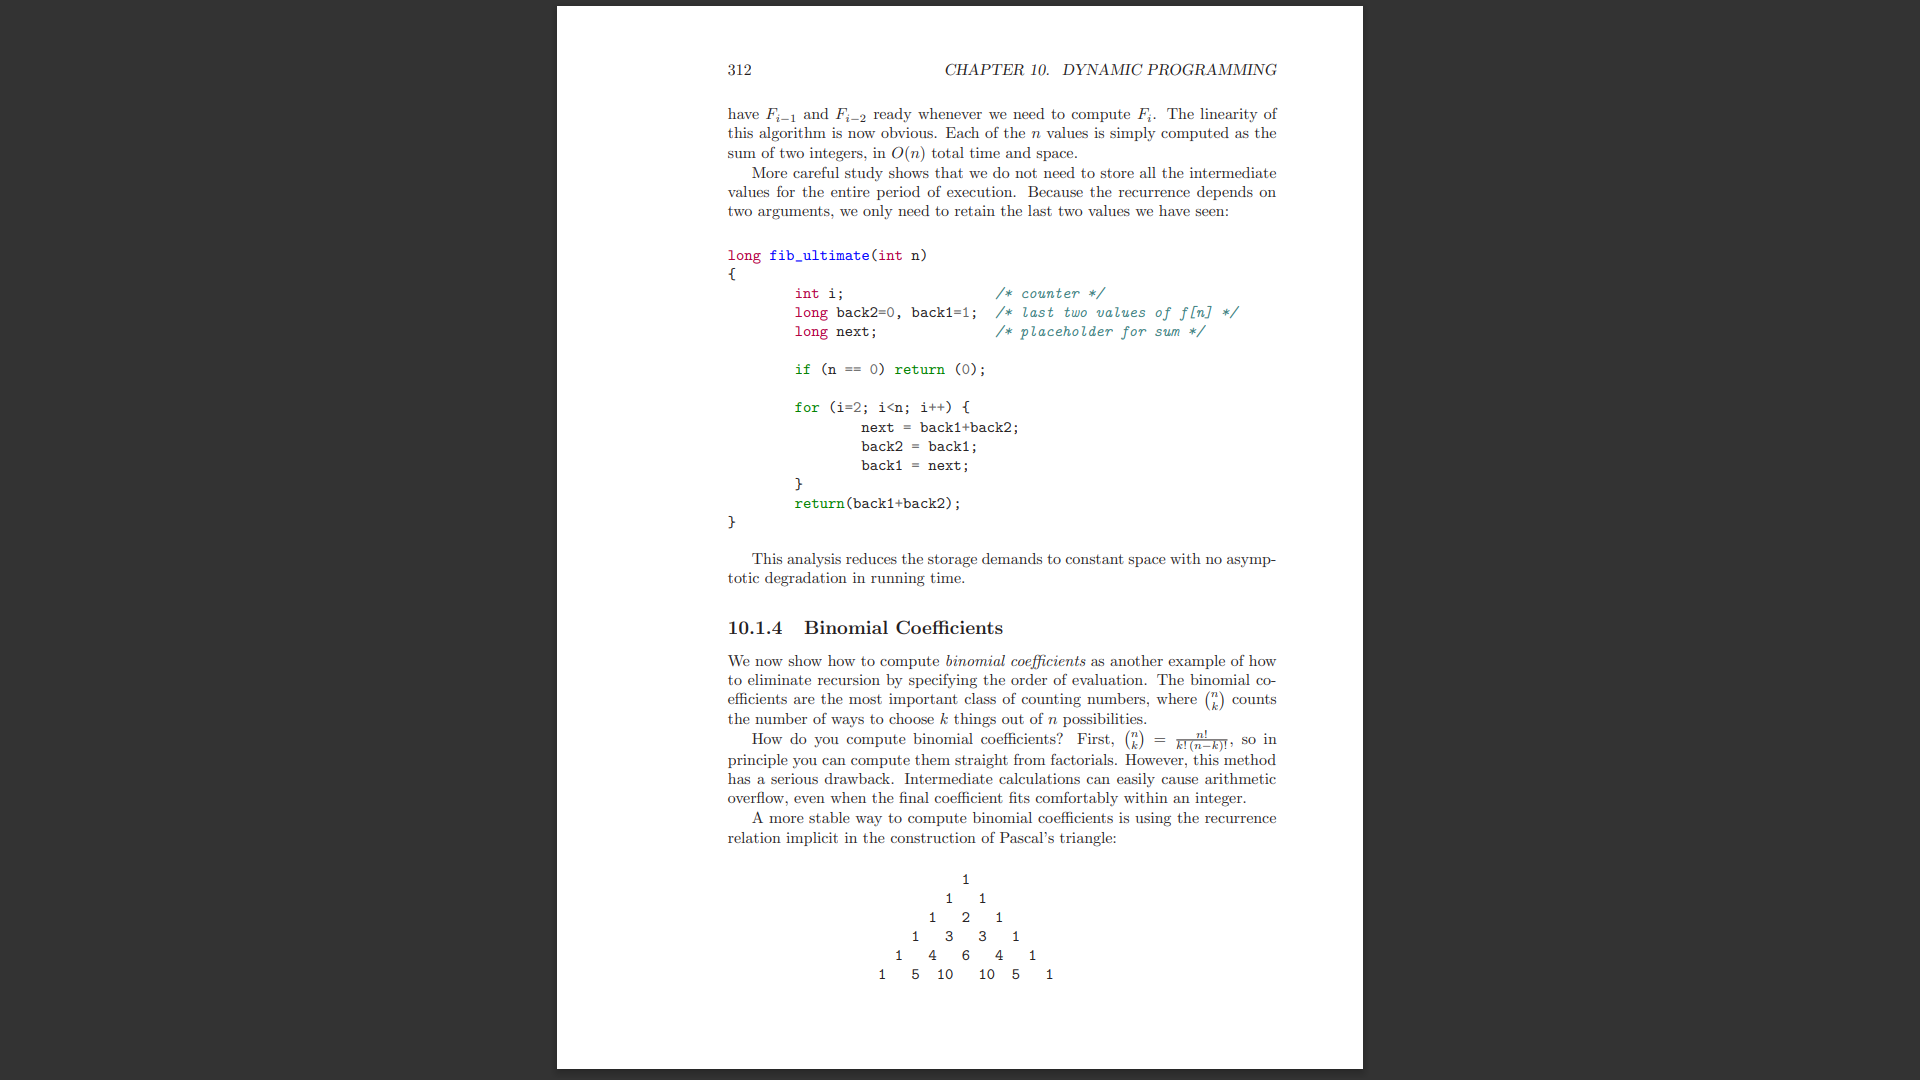 312 CHAPTER 10. DYNAMIC PROGRAMMING
have F_{i−1} and F_{i−2} ready whenever we need to compute F_i. The linearity of
this algorithm is now obvious. Each of the n values is simply computed as the
sum of two integers, in O(n) total time and space.
More careful study shows that we do not need to store all the intermediate
values for the entire period of execution. Because the recurrence depends on
two arguments, we only need to retain the last two values we have seen:
long fib_ultimate(int n)
{
int i; /* counter */
long back2=0, back1=1; /* last two values of f[n] */
long next; /* placeholder for sum */
if (n == 0) return (0);
for (i=2; i<n; i++) {
next = back1+back2;
back2 = back1;
back1 = next;
}
return(back1+back2);
}
This analysis reduces the storage demands to constant space with no asymp-
totic degradation in running time.
10.1.4 Binomial Coefficients
We now show how to compute binomial coefficients as another example of how
to eliminate recursion by specifying the order of evaluation. The binomial co-
efficients are the most important class of counting numbers, where \binom{n}{k} counts
the number of ways to choose k things out of n possibilities.
How do you compute binomial coefficients? First, \binom{n}{k} = \frac{n!}{k!(n−k)!}, so in
principle you can compute them straight from factorials. However, this method
has a serious drawback. Intermediate calculations can easily cause arithmetic
overflow, even when the final coefficient fits comfortably within an integer.
A more stable way to compute binomial coefficients is using the recurrence
relation implicit in the construction of Pascal's triangle:
1
1 1
1 2 1
1 3 3 1
1 4 6 4 1
1 5 10 10 5 1